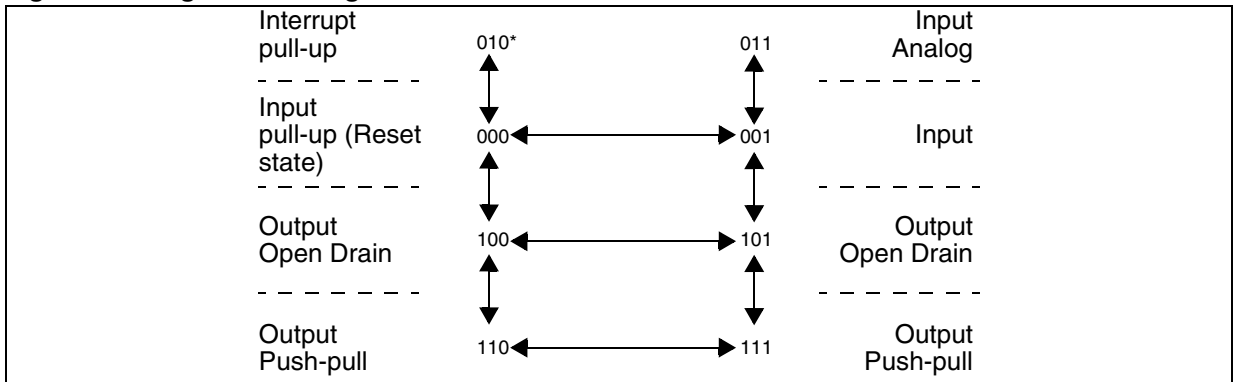 Interrupt
pull-up
010*
011
Input
Analog
Input
pull-up (Reset
state)
000
001
Input
Output
Open Drain
100
101
Output
Open Drain
Output
Push-pull
110
111
Output
Push-pull